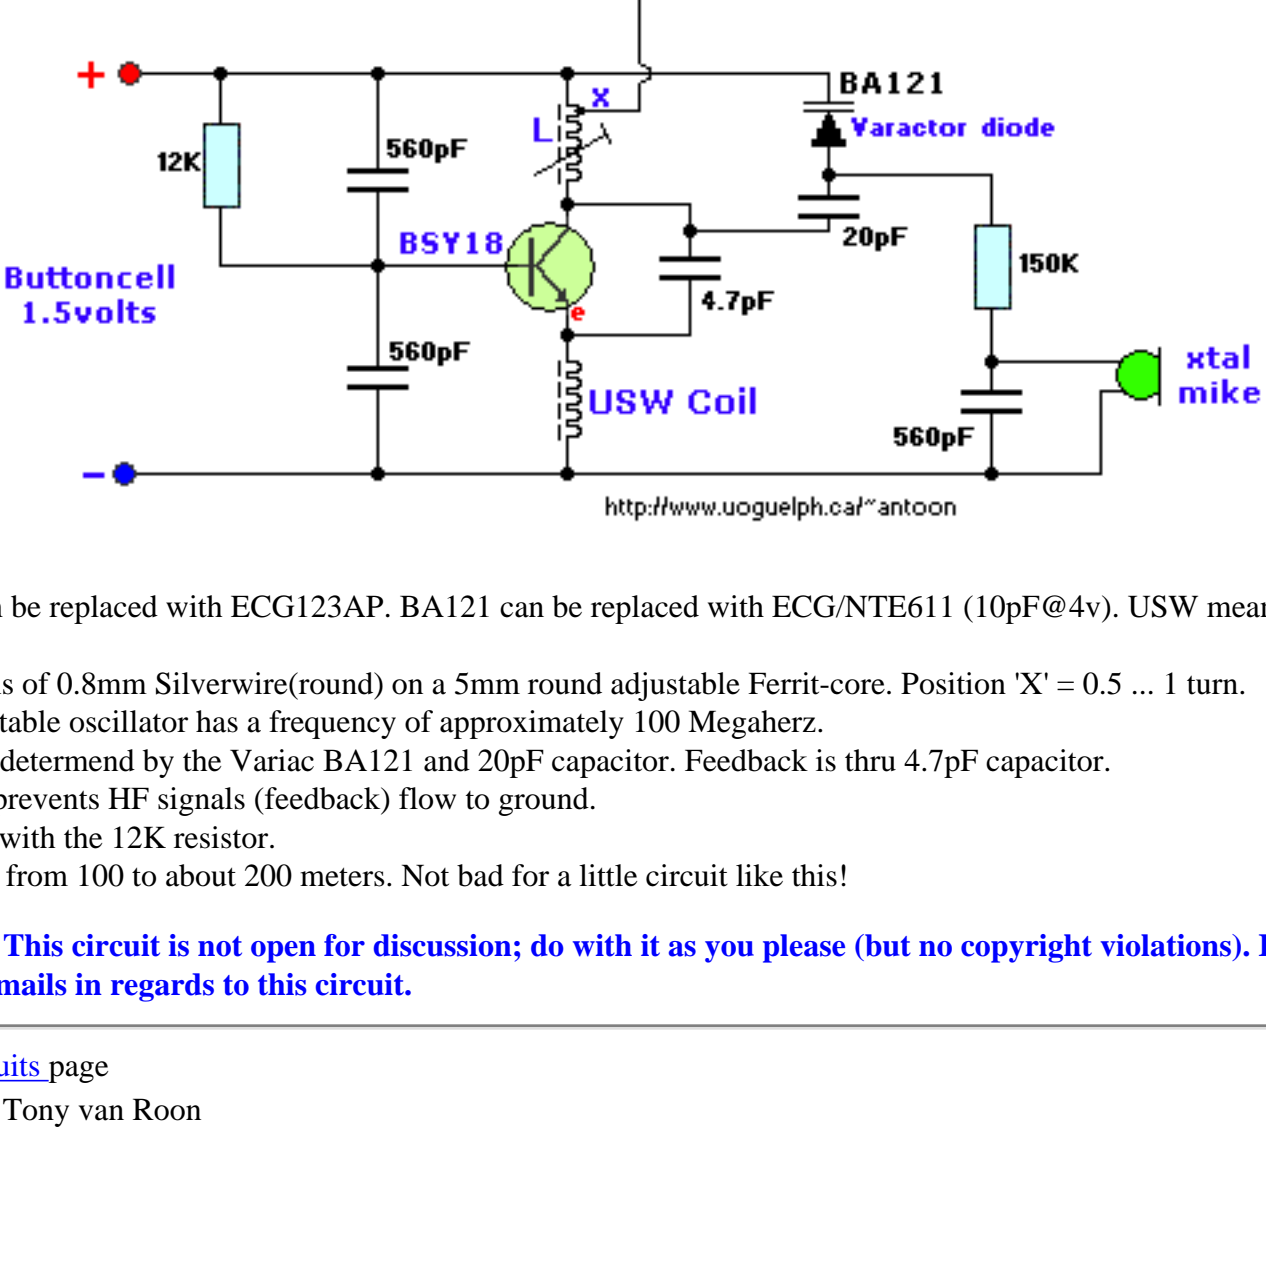 +
BA121
X
L
Varactor diode
12K
560pF
BSY18
20pF
150K
Buttoncell
1.5volts
4.7pF
e
560pF
USW Coil
xtal
mike
560pF
-
http://www.uoguelph.ca/~antoon
be replaced with ECG123AP. BA121 can be replaced with ECG/NTE611 (10pF@4v). USW
of 0.8mm Silverwire(round) on a 5mm round adjustable Ferrit-core. Position 'X' = 0.5 ... 1 turn.
oscillator has a frequency of approximately 100 Megaherz.
determend by the Variac BA121 and 20pF capacitor. Feedback is thru 4.7pF capacitor.
prevents HF signals (feedback) flow to ground.
with the 12K resistor.
from 100 to about 200 meters. Not bad for a little circuit like this!
This circuit is not open for discussion; do with it as you please (but no copyright violations).
mails in regards to this circuit.
uits page
Tony van Roon